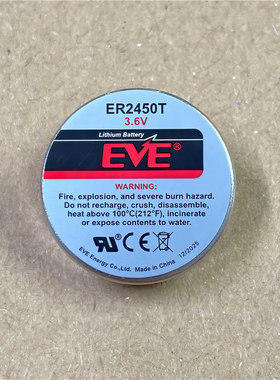 ER2450T
3.6V
Lithium Battery
EVE®
WARNING:
Fire, explosion, and severe burn hazard.
Do not recharge, crush, disassemble,
heat above 100°C(212°F), incinerate
or expose contents to water.
EVE Energy Co.,Ltd. Made in China 12/2025